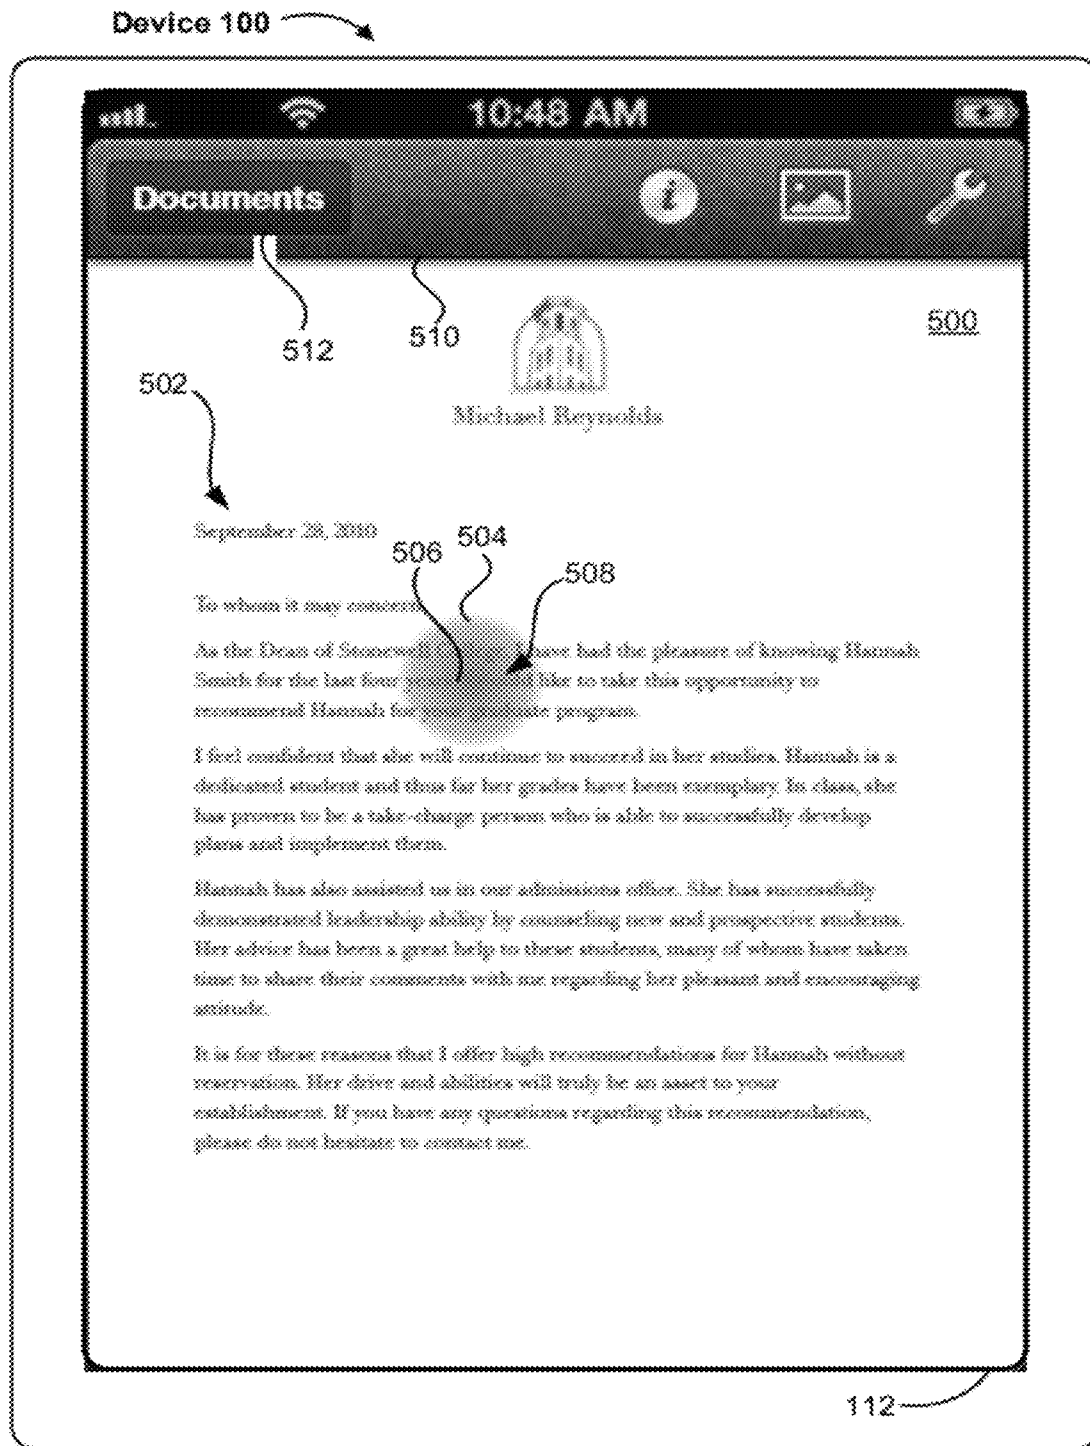 Device 100
10:48 AM
Documents
i
512
510
500
502
Michael Reynolds
September 28, 2010
506
504
508
To whom it may concern
As the Dean of Stonew have had the pleasure of knowing Hannah
Smith for the last four like to take this opportunity to
recommend Hannah for program.
I feel confident that she will continue to succeed in her studies. Hannah is a
dedicated student and thus far her grades have been exemplary. In class, she
has proven to be a take-charge person who is able to successfully develop
plans and implement them.
Hannah has also assisted us in our admissions office. She has successfully
demonstrated leadership ability by counseling new and prospective students.
Her advice has been a great help to these students, many of whom have taken
time to share their comments with me regarding her pleasant and encouraging
attitude.
It is for these reasons that I offer high recommendations for Hannah without
reservation. Her drive and abilities will truly be an asset to your
establishment. If you have any questions regarding this recommendation,
please do not hesitate to contact me.
112